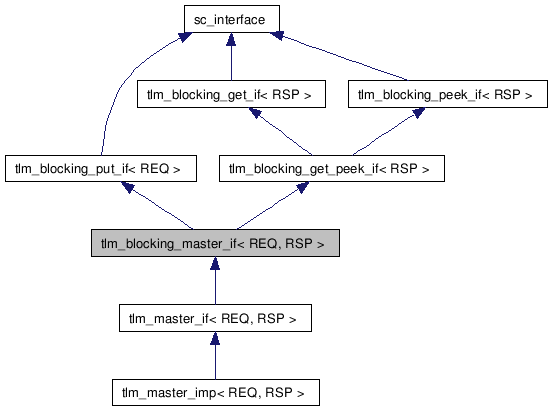 sc_interface
tlm_blocking_get_if< RSP >
tlm_blocking_peek_if< RSP >
tlm_blocking_put_if< REQ >
tlm_blocking_get_peek_if< RSP >
tlm_blocking_master_if< REQ, RSP >
tlm_master_if< REQ, RSP >
tlm_master_imp< REQ, RSP >